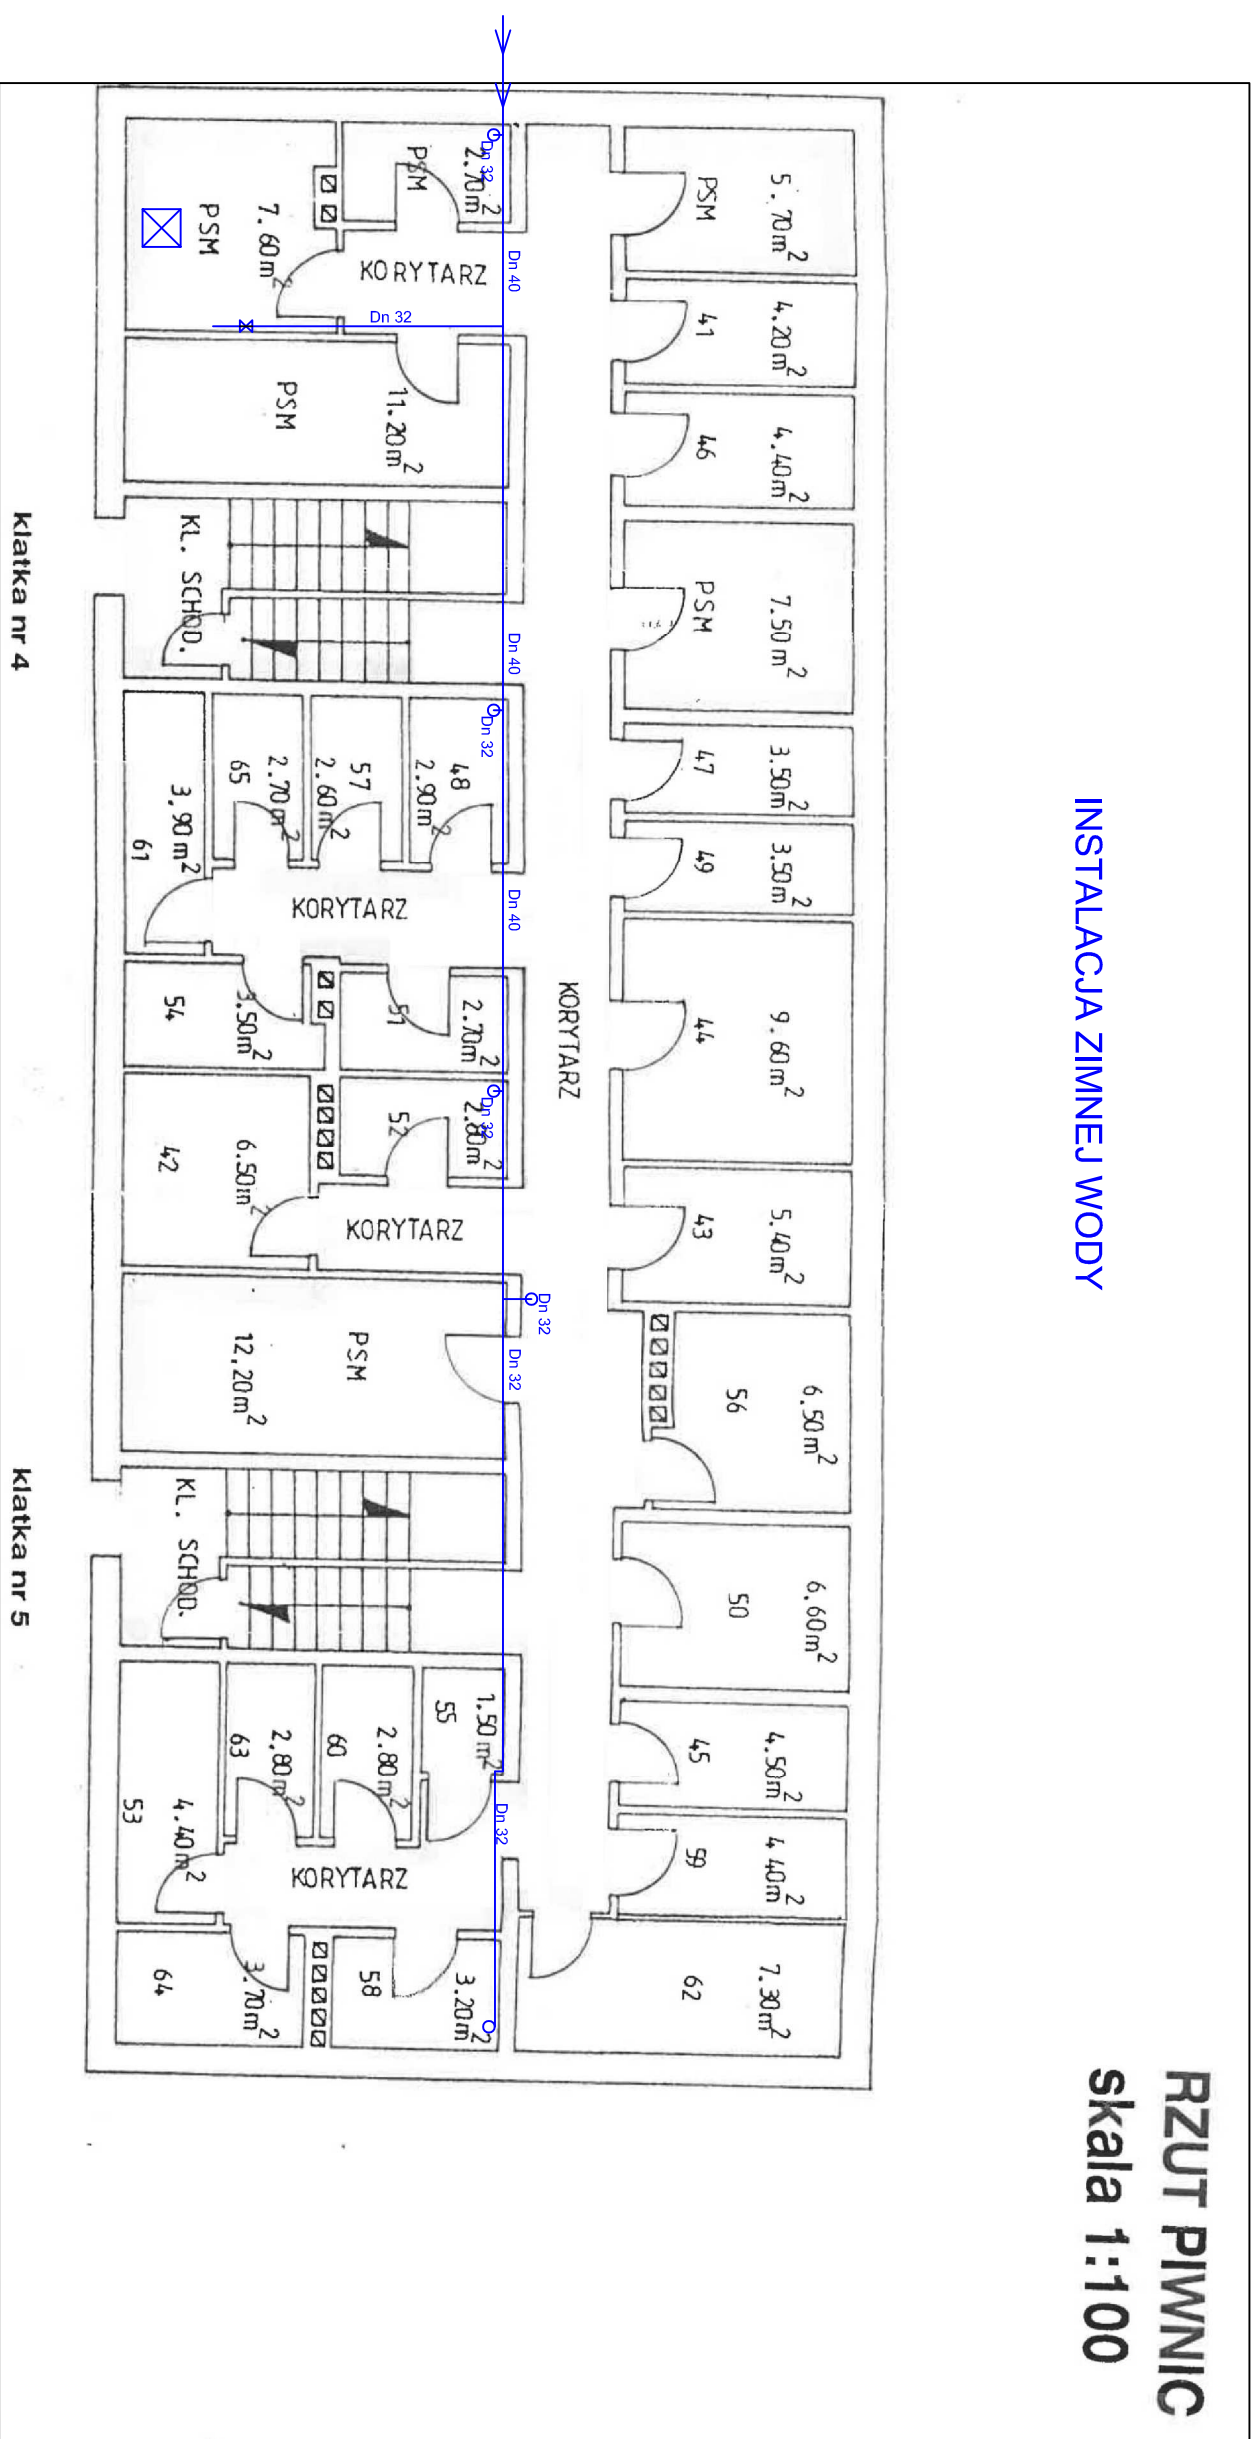 RZUT PIWNIC
skala 1:100
INSTALACJA ZIMNEJ WODY
5.70m2
PSM
4.20m2
41
4.40m2
46
7.50m2
PSM
3.50m2
47
3.50m2
49
9.60m2
44
5.40m2
43
6.50m2
56
6.60m2
50
4.50m2
45
4 40m2
59
7.30m2
62
KORYTARZ
2.70m2
PSM
Dn 32
Dn 40
KORYTARZ
7.60m2
PSM
Dn 32
11.20m2
PSM
KL. SCHOD.
Dn 40
Dn 32
48
2.90m2
57
2.60m2
2.70m2
65
3.90m2
61
Dn 40
KORYTARZ
2.70m2
51
3.50m2
54
2.80m2
Dn 32
52
6.50m2
42
KORYTARZ
Dn 32
Dn 32
PSM
12.20m2
KL. SCHOD.
1.50m2
55
2.80m2
60
2.80m2
63
4.40m2
53
Dn 32
KORYTARZ
3.20m2
58
3.70m2
64
klatka nr 4
klatka nr 5